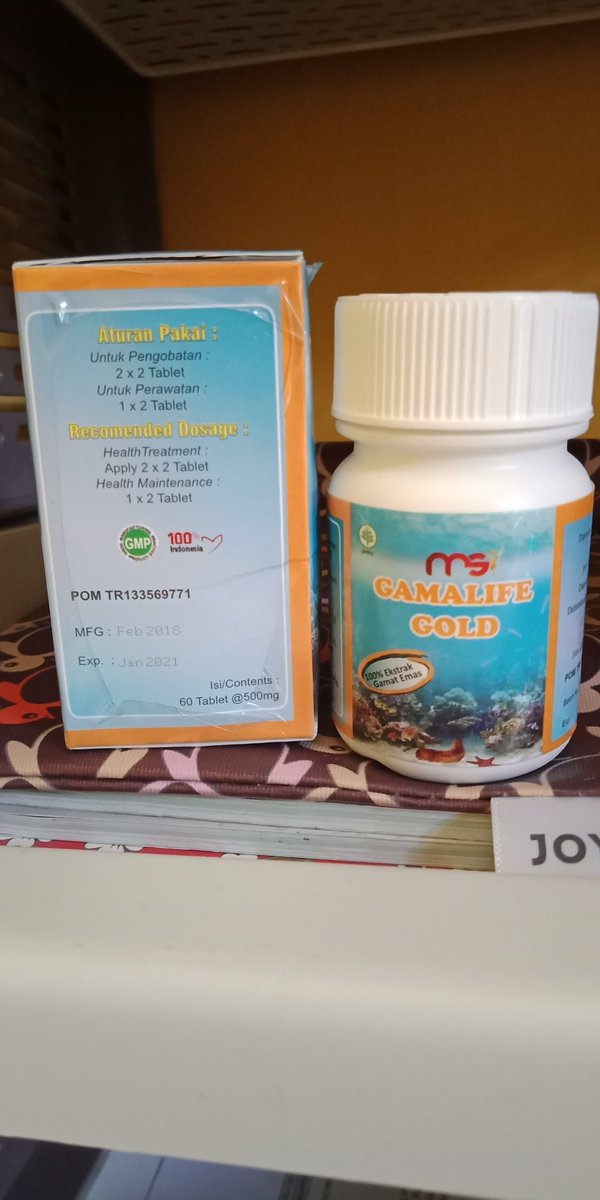 Aturan Pakai :
Untuk Pengobatan :
2 x 2 Tablet
Untuk Perawatan :
1 x 2 Tablet
Recomended Dosage :
HealthTreatment :
Apply 2 x 2 Tablet
Health Maintenance :
1 x 2 Tablet
GMP
100%
Indonesia
POM TR133569771
MFG : Feb 2018
Exp. : Jan 2021
Isi/Contents :
60 Tablet @500mg
MSI
GAMALIFE
GOLD
100% Ekstrak
Gamat Emas
JOY